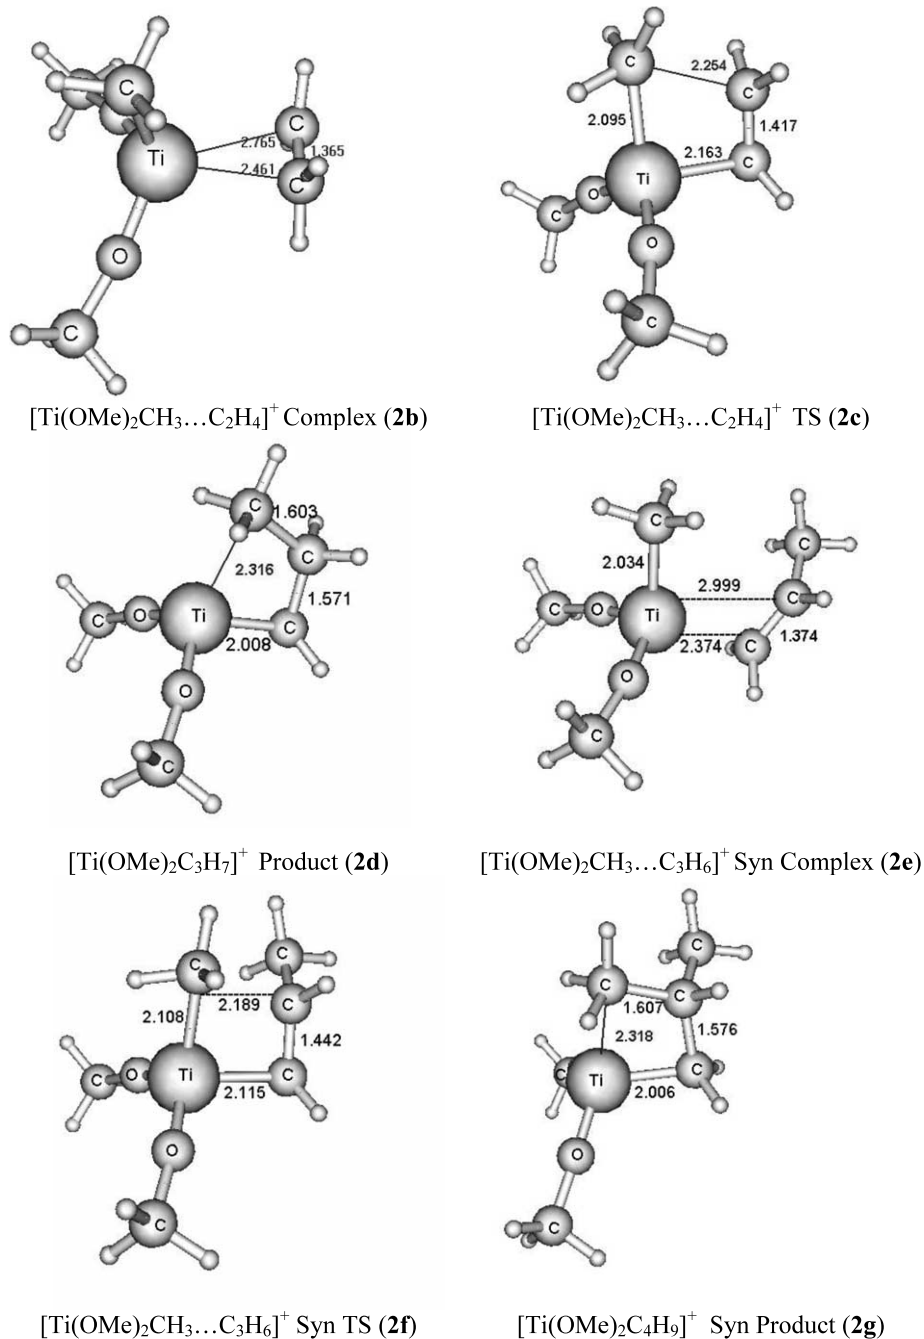 C
Ti
2.765
C
1.365
2.461
C
O
C
C
2.254
C
2.095
1.417
2.163
C
Ti
O
C
O
C
[Ti(OMe)₂CH₃…C₂H₄]⁺ Complex (2b)
[Ti(OMe)₂CH₃…C₂H₄]⁺ TS (2c)
C
1.603
C
2.316
1.571
C
O
Ti
C
2.008
O
C
C
2.034
2.999
C
C
O
Ti
C
1.374
2.374
C
O
C
[Ti(OMe)₂C₃H₇]⁺ Product (2d)
[Ti(OMe)₂CH₃…C₃H₆]⁺ Syn Complex (2e)
C
C
2.189
C
2.108
1.442
C
O
Ti
C
2.115
O
C
C
C
1.607
C
2.318
1.576
C
Ti
C
2.006
O
C
[Ti(OMe)₂CH₃…C₃H₆]⁺ Syn TS (2f)
[Ti(OMe)₂C₄H₉]⁺ Syn Product (2g)